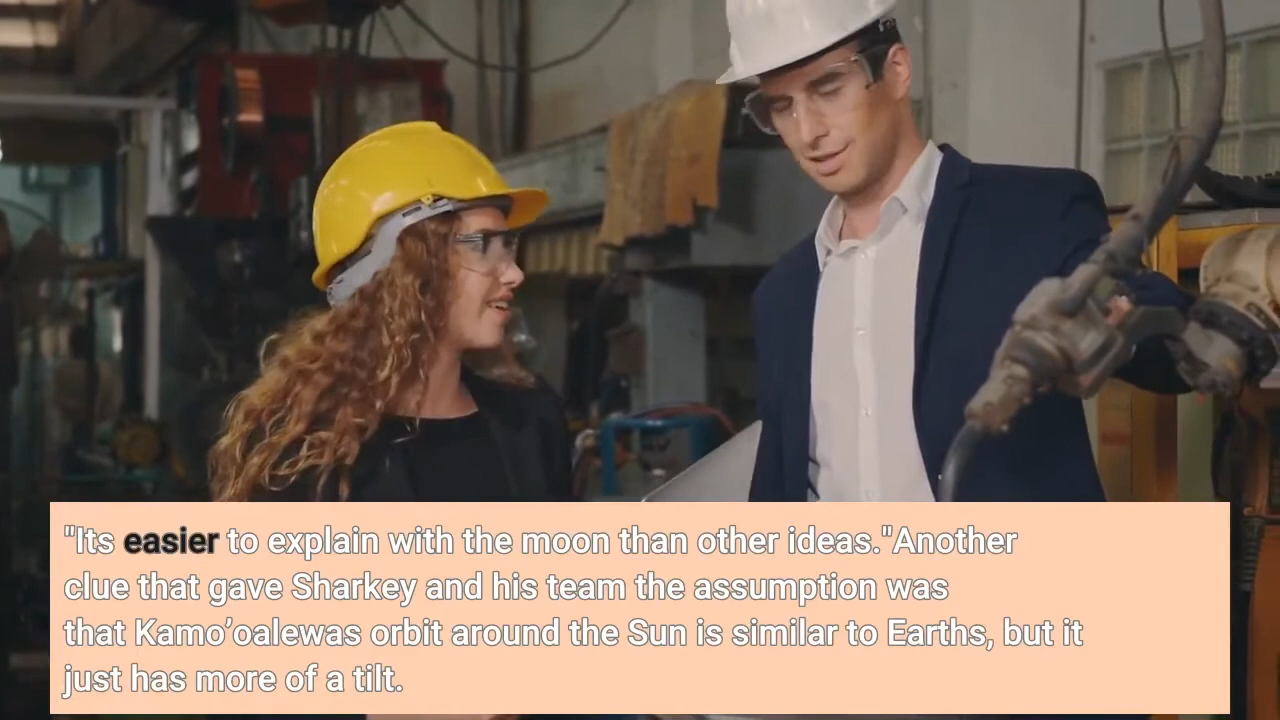 "Its easier to explain with the moon than other ideas."Another
clue that gave Sharkey and his team the assumption was
that Kamo’oalewas orbit around the Sun is similar to Earths, but it
just has more of a tilt.